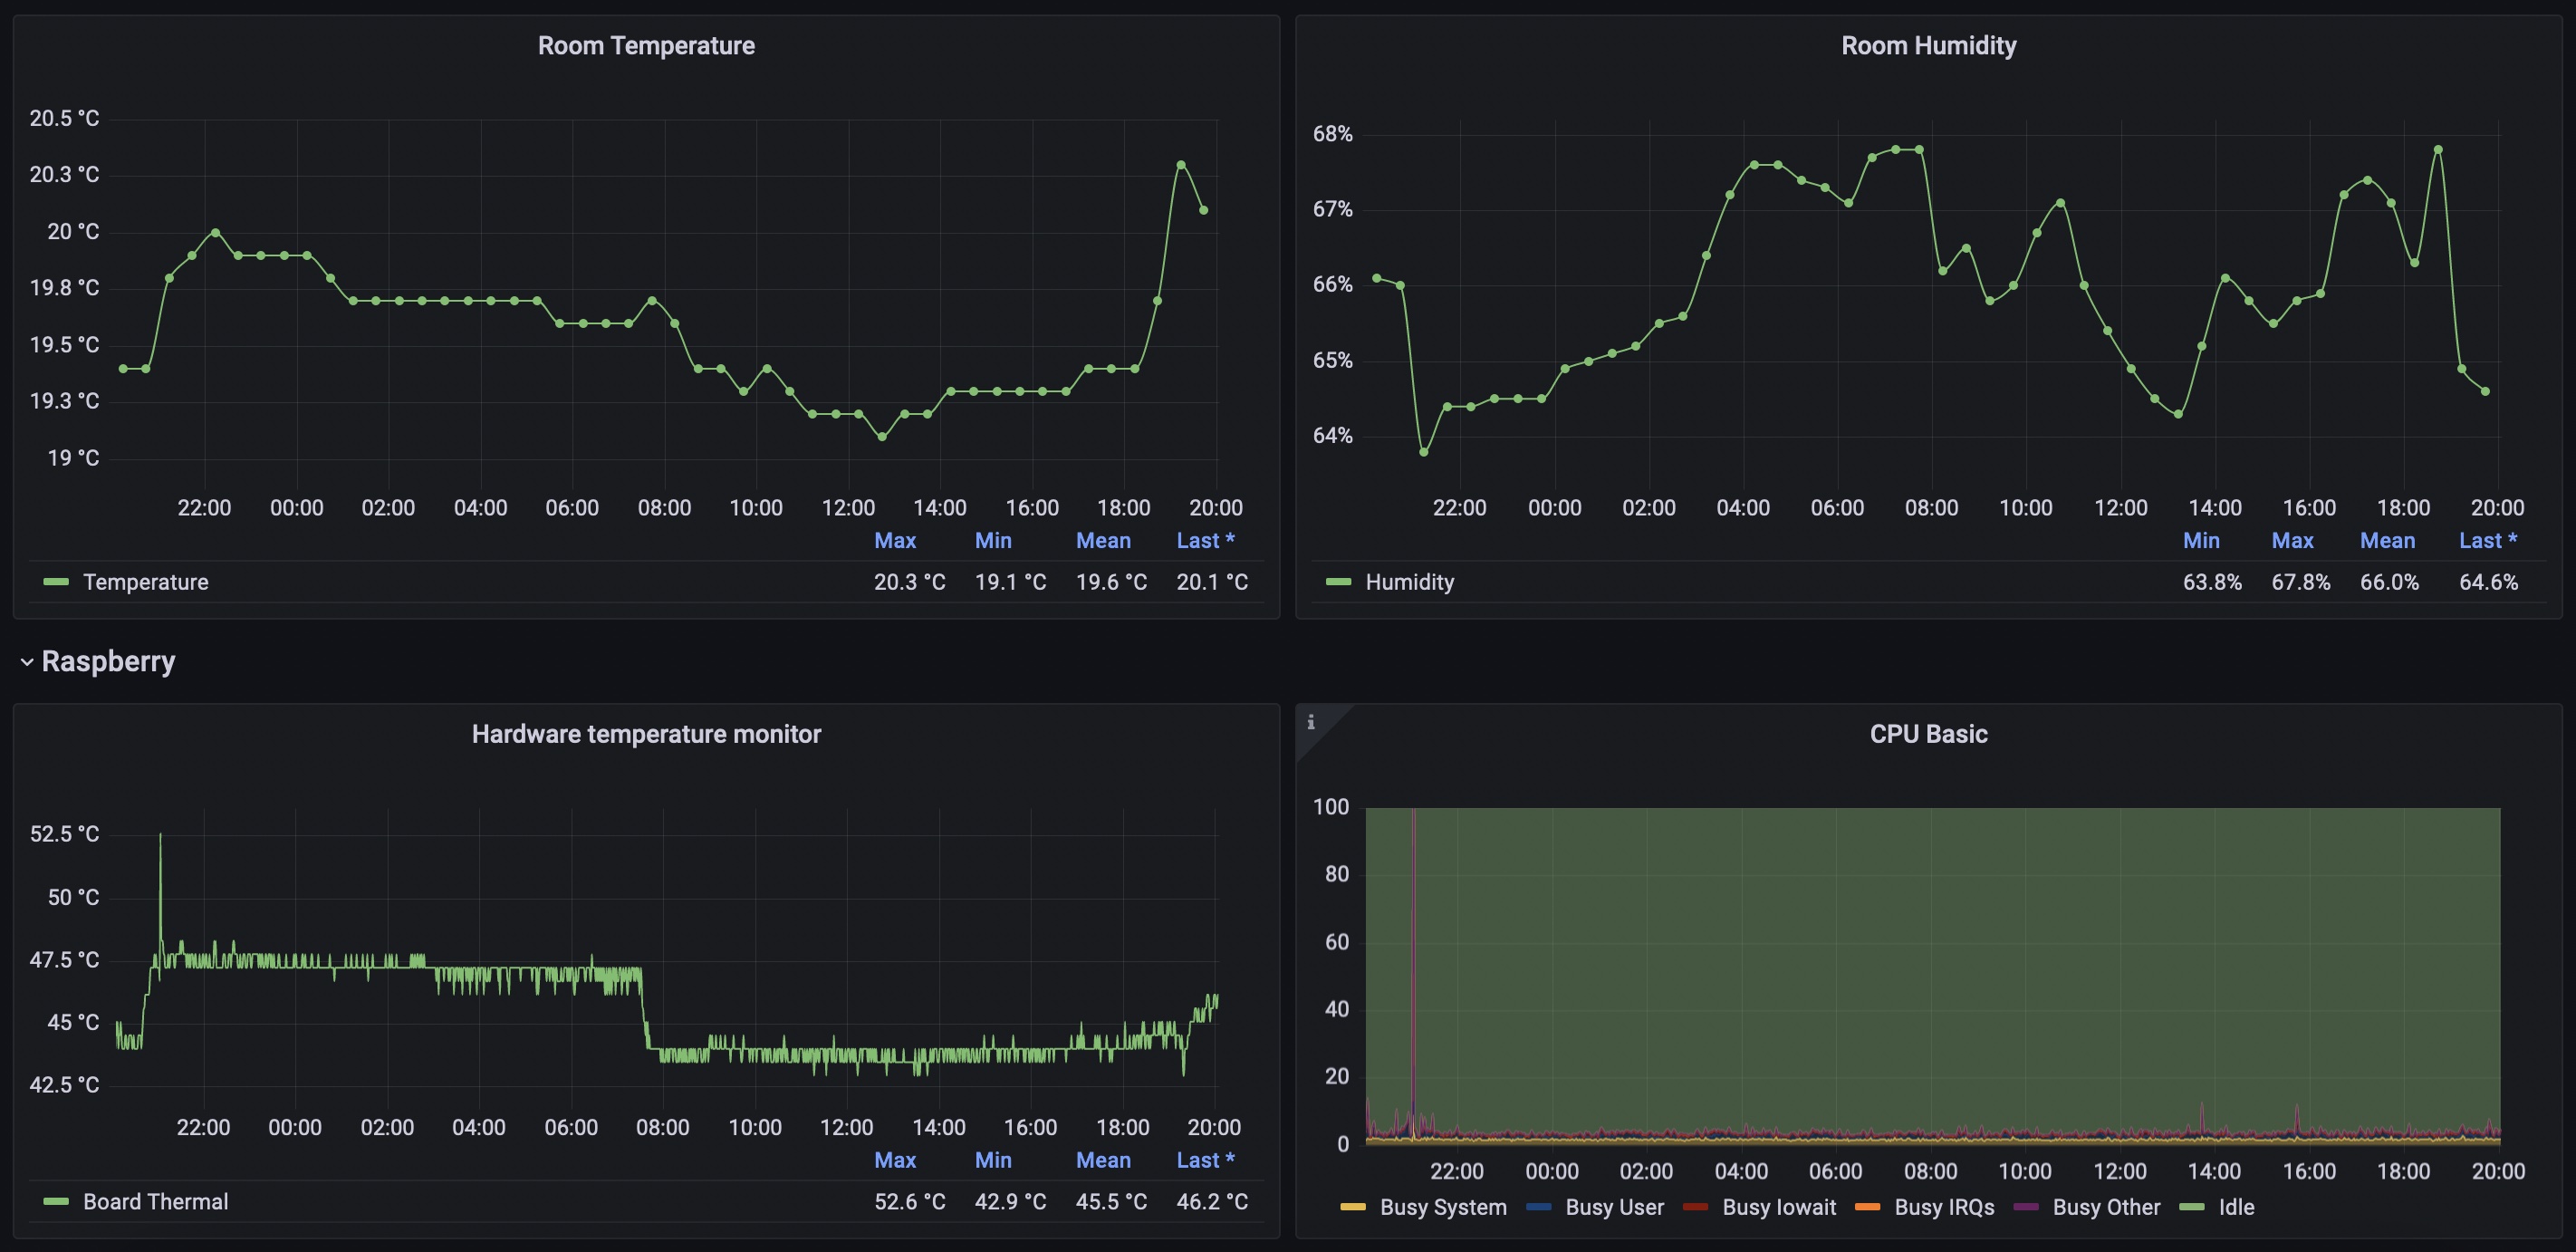 Room Temperature
20.5 °C
20.3 °C
20 °C
19.8 °C
19.5 °C
19.3 °C
19 °C
22:00 00:00 02:00 04:00 06:00 08:00 10:00 12:00 14:00 16:00 18:00 20:00
Max Min Mean Last *
Temperature 20.3 °C 19.1 °C 19.6 °C 20.1 °C
Room Humidity
68%
67%
66%
65%
64%
22:00 00:00 02:00 04:00 06:00 08:00 10:00 12:00 14:00 16:00 18:00 20:00
Min Max Mean Last *
Humidity 63.8% 67.8% 66.0% 64.6%
Raspberry
Hardware temperature monitor
52.5 °C
50 °C
47.5 °C
45 °C
42.5 °C
22:00 00:00 02:00 04:00 06:00 08:00 10:00 12:00 14:00 16:00 18:00 20:00
Max Min Mean Last *
Board Thermal 52.6 °C 42.9 °C 45.5 °C 46.2 °C
i
CPU Basic
100
80
60
40
20
0
22:00 00:00 02:00 04:00 06:00 08:00 10:00 12:00 14:00 16:00 18:00 20:00
Busy System Busy User Busy Iowait Busy IRQs Busy Other Idle